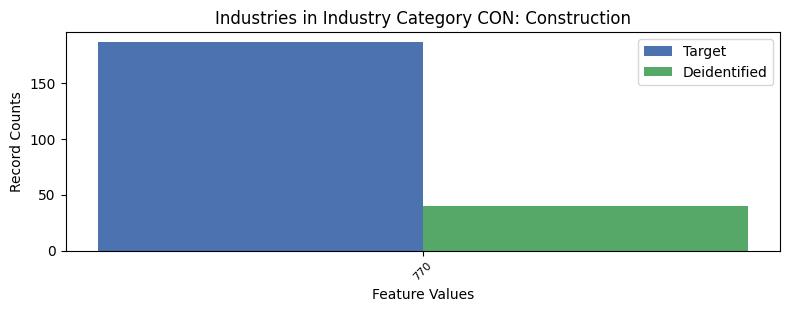 Industries in Industry Category CON: Construction
Target
Deidentified
Record Counts
150
100
50
0
770
Feature Values